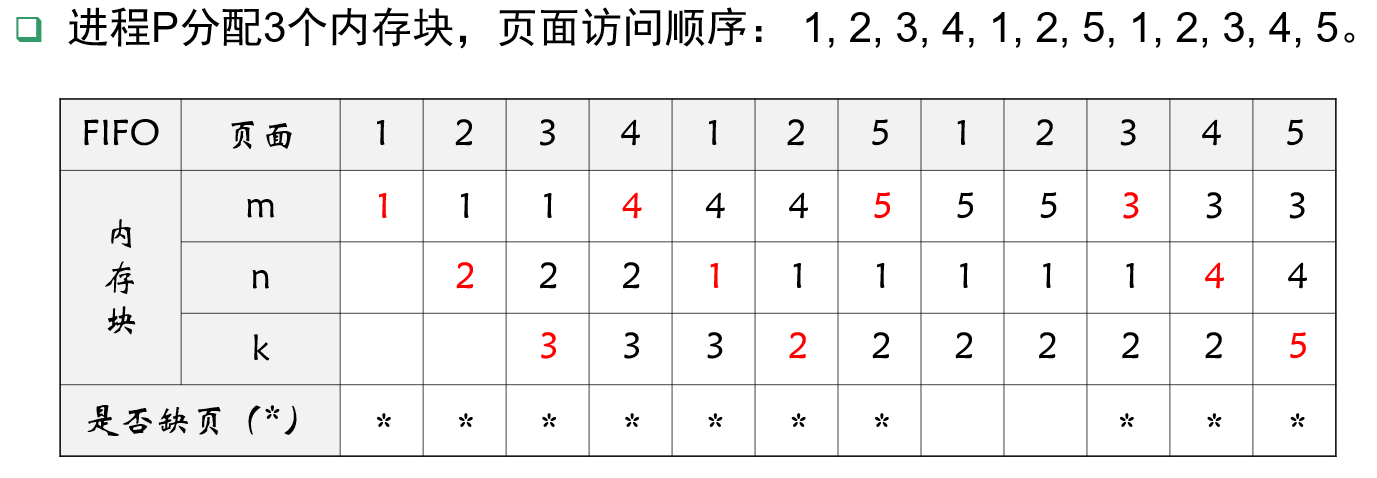 进程P分配3个内存块，页面访问顺序： 1, 2, 3, 4, 1, 2, 5, 1, 2, 3, 4, 5。
FIFO 页面 1 2 3 4 1 2 5 1 2 3 4 5
内存块
m 1 1 1 4 4 4 5 5 5 3 3 3
n 2 2 2 1 1 1 1 1 1 4 4
k 3 3 3 2 2 2 2 2 2 5
是否缺页（*） * * * * * * * * * *